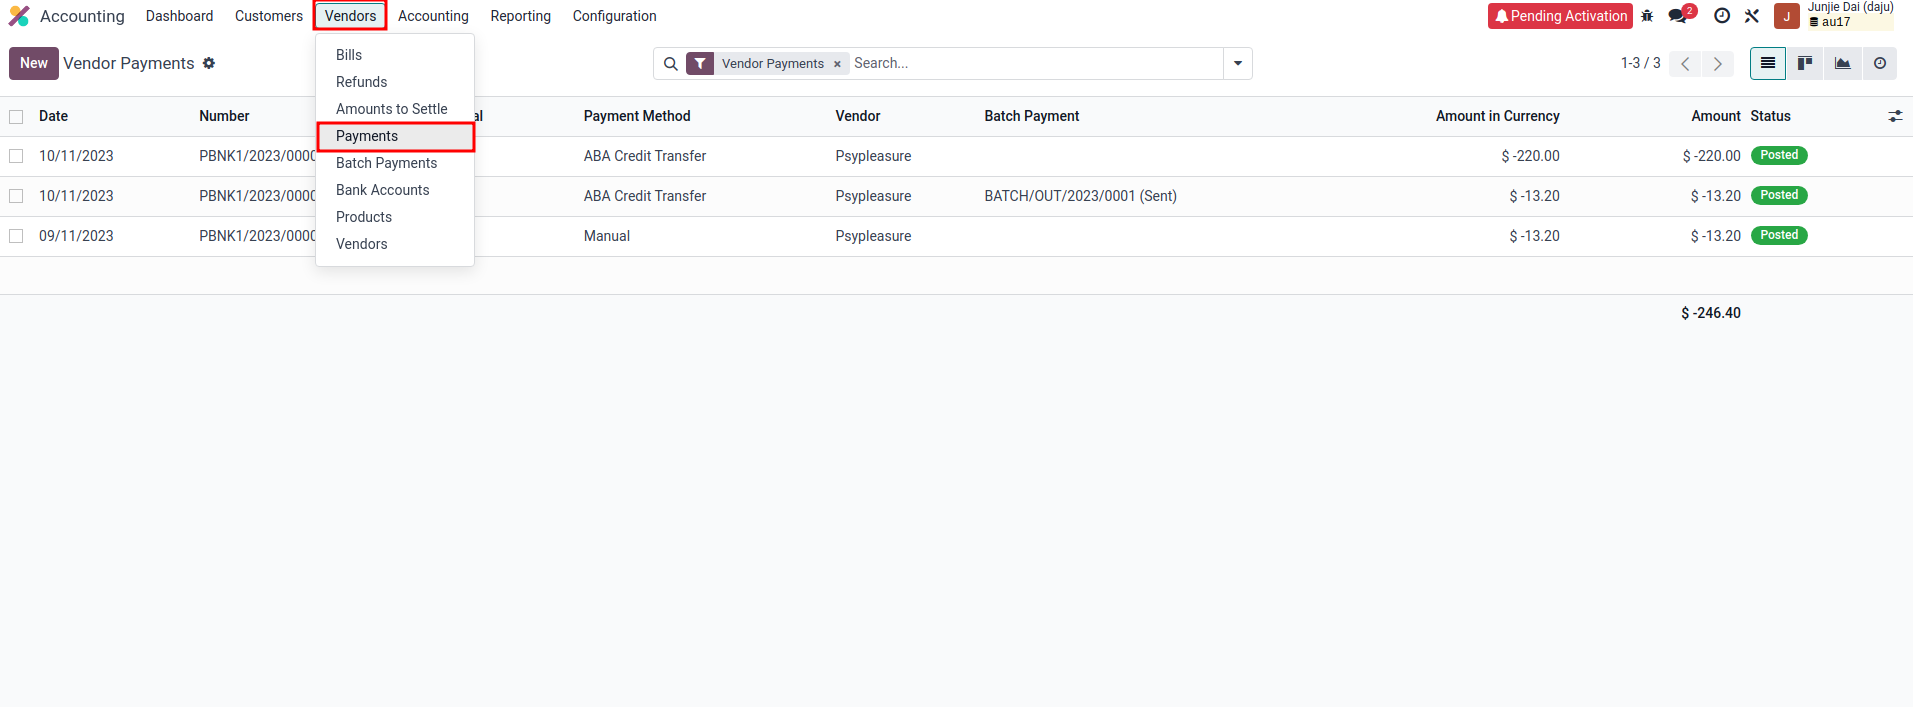 Accounting Dashboard Customers Vendors Accounting Reporting Configuration Pending Activation 2 J Junjie Dai (daju)
au17
New Vendor Payments Vendor Payments × Search... 1-3 / 3
Bills
Refunds
Amounts to Settle
Payments
Batch Payments
Bank Accounts
Products
Vendors
Date Number al Payment Method Vendor Batch Payment Amount in Currency Amount Status
10/11/2023 PBNK1/2023/000 ABA Credit Transfer Psypleasure $ -220.00 $ -220.00 Posted
10/11/2023 PBNK1/2023/000 ABA Credit Transfer Psypleasure BATCH/OUT/2023/0001 (Sent) $ -13.20 $ -13.20 Posted
09/11/2023 PBNK1/2023/000 Manual Psypleasure $ -13.20 $ -13.20 Posted
$ -246.40